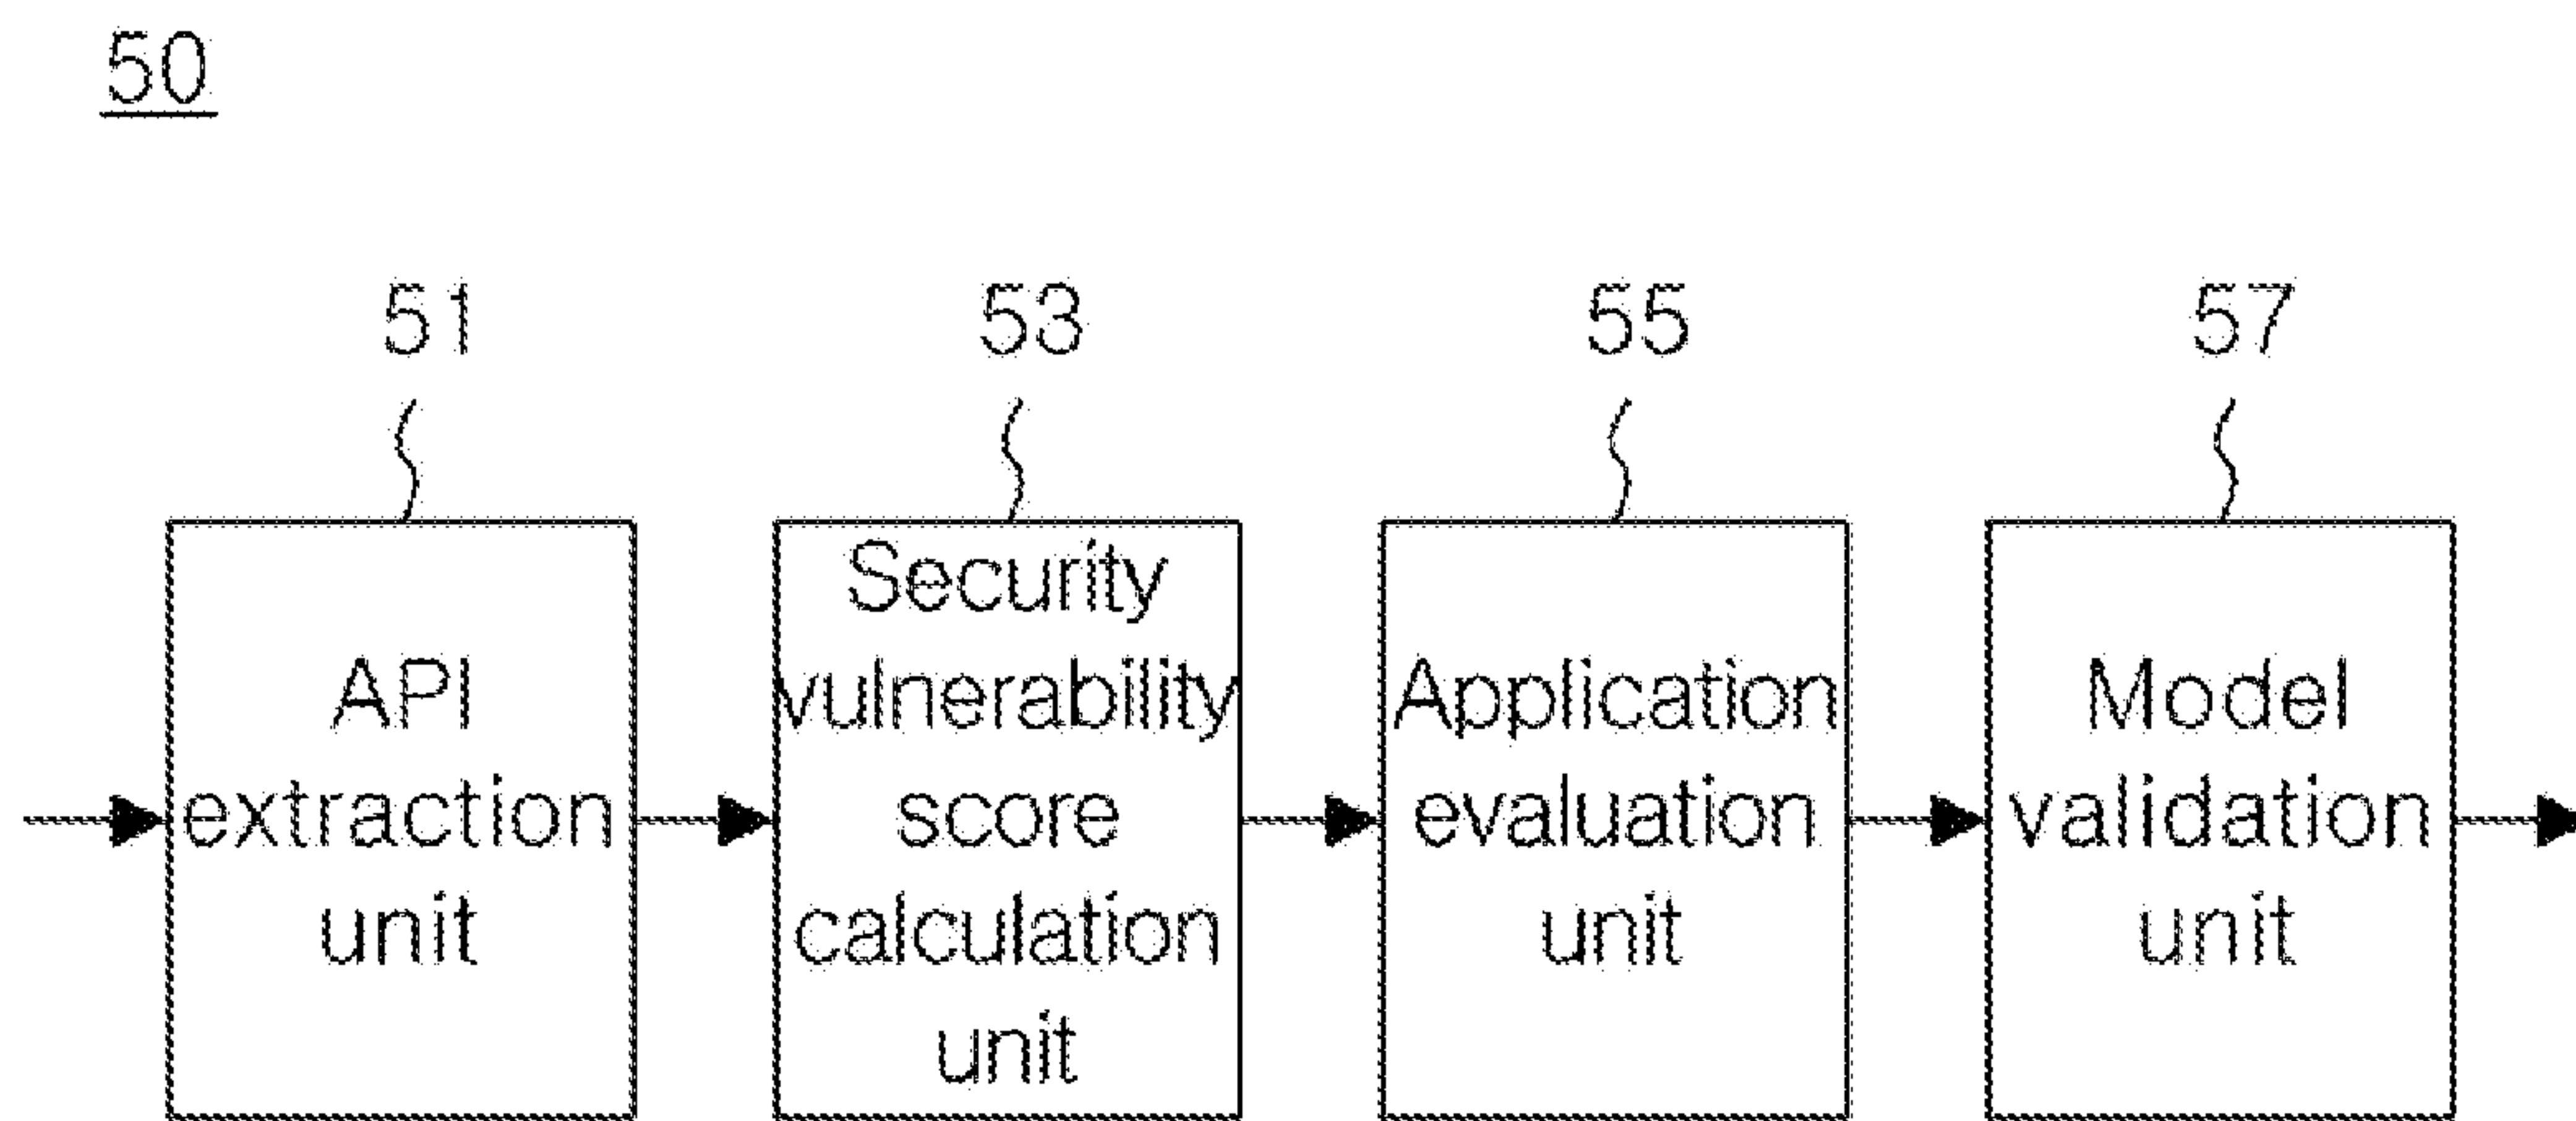 50
51
53
55
57
API
extraction
unit
Security
vulnerability
score
calculation
unit
Application
evaluation
unit
Model
validation
unit